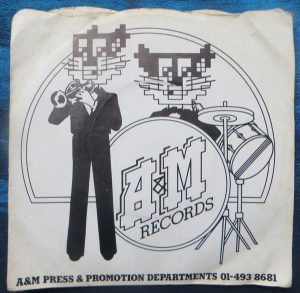 A&M
RECORDS
A&M PRESS & PROMOTION DEPARTMENTS 01-493 8681